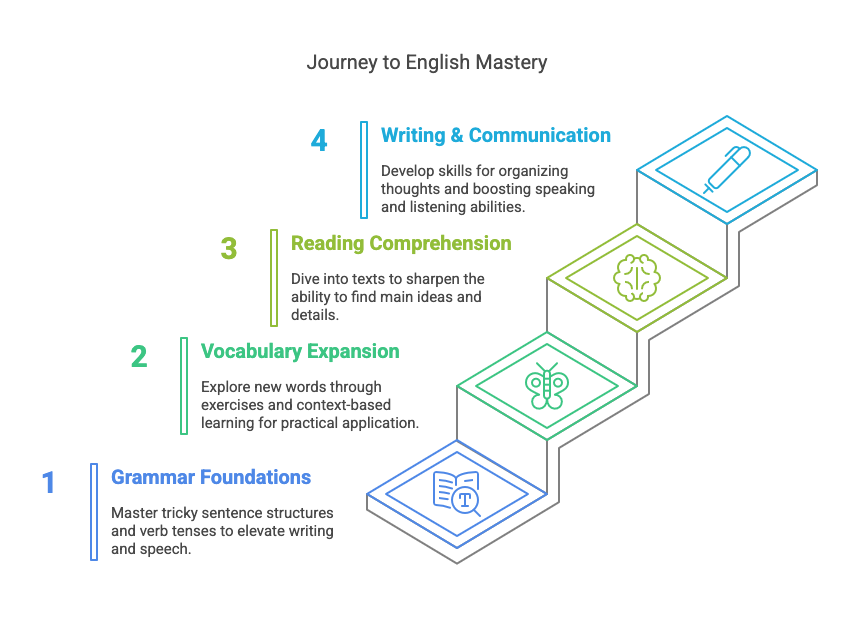 Journey to English Mastery
4
Writing & Communication
Develop skills for organizing
thoughts and boosting speaking
and listening abilities.
3
Reading Comprehension
Dive into texts to sharpen the
ability to find main ideas and
details.
2
Vocabulary Expansion
Explore new words through
exercises and context-based
learning for practical application.
1
Grammar Foundations
Master tricky sentence structures
and verb tenses to elevate writing
and speech.
T